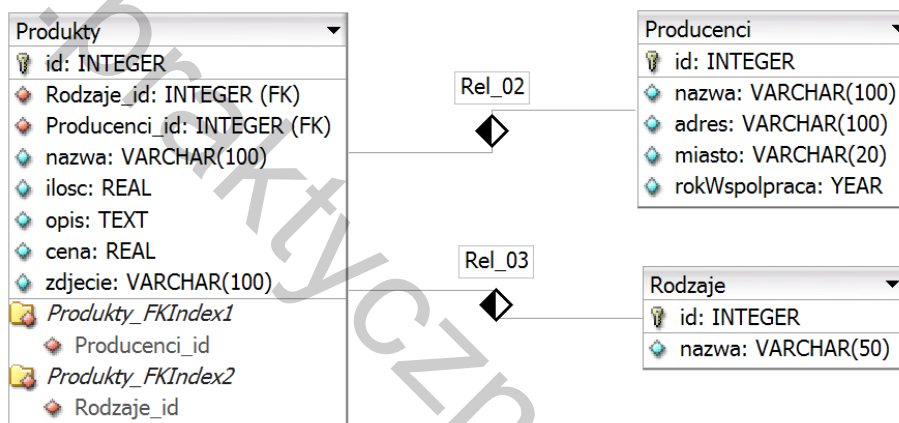 Produkty
id: INTEGER
Rodzaje_id: INTEGER (FK)
Producenci_id: INTEGER (FK)
nazwa: VARCHAR(100)
ilosc: REAL
opis: TEXT
cena: REAL
zdjecie: VARCHAR(100)
Produkty_FKIndex1
Producenci_id
Produkty_FKIndex2
Rodzaje_id
Rel_02
Rel_03
Producenci
id: INTEGER
nazwa: VARCHAR(100)
adres: VARCHAR(100)
miasto: VARCHAR(20)
rokWspolpraca: YEAR
Rodzaje
id: INTEGER
nazwa: VARCHAR(50)
.praktyczn